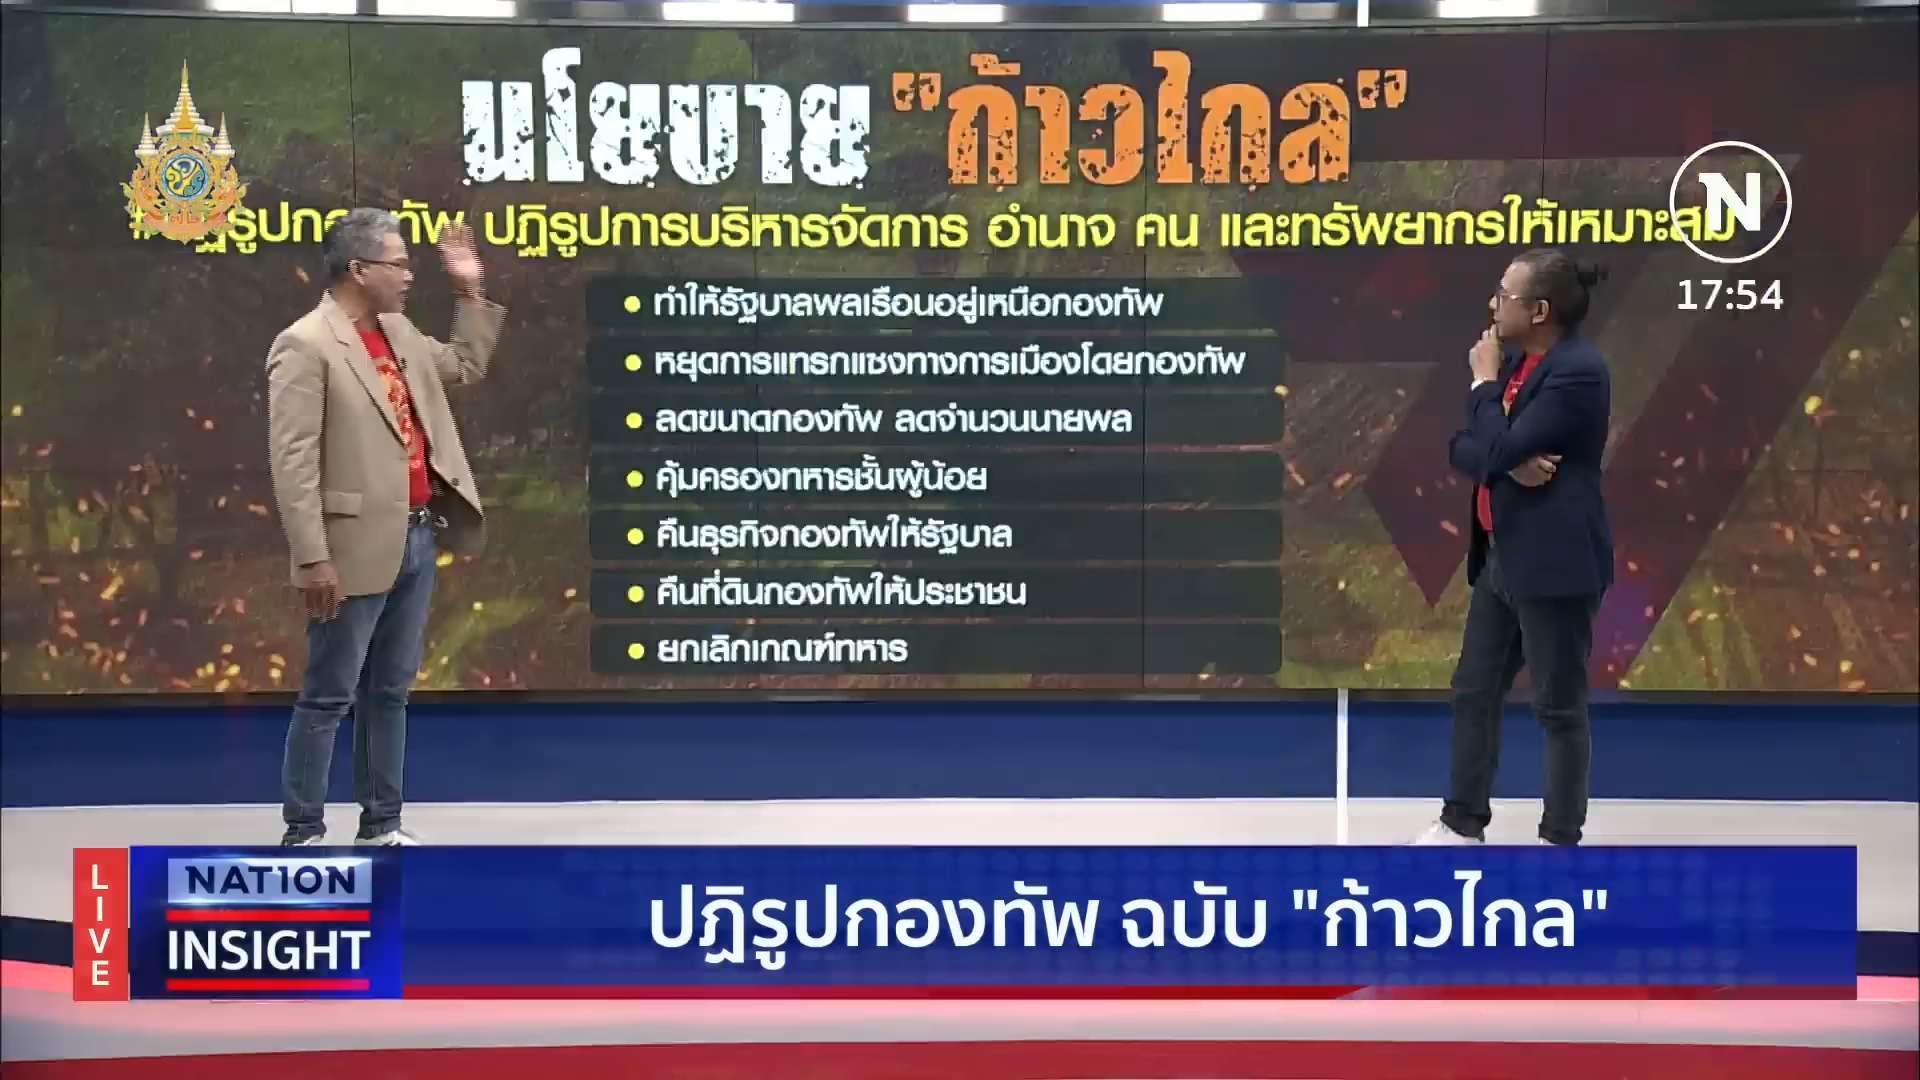 นโยบาย "ก้าวไกล"
ปฏิรูปการบริหารจัดการ อำนาจ คน และทรัพยากรให้เหมาะสม
N
17:54
• ทำให้รัฐบาลพลเรือนอยู่เหนือกองทัพ
• หยุดการแทรกแซงทางการเมืองโดยกองทัพ
• ลดขนาดกองทัพ ลดจำนวนนายพล
• คุ้มครองทหารชั้นผู้น้อย
• คืนธุรกิจกองทัพให้รัฐบาล
• คืนที่ดินกองทัพให้ประชาชน
• ยกเลิกเกณฑ์ทหาร
LIVE
NATION
INSIGHT
ปฏิรูปกองทัพ ฉบับ "ก้าวไกล"